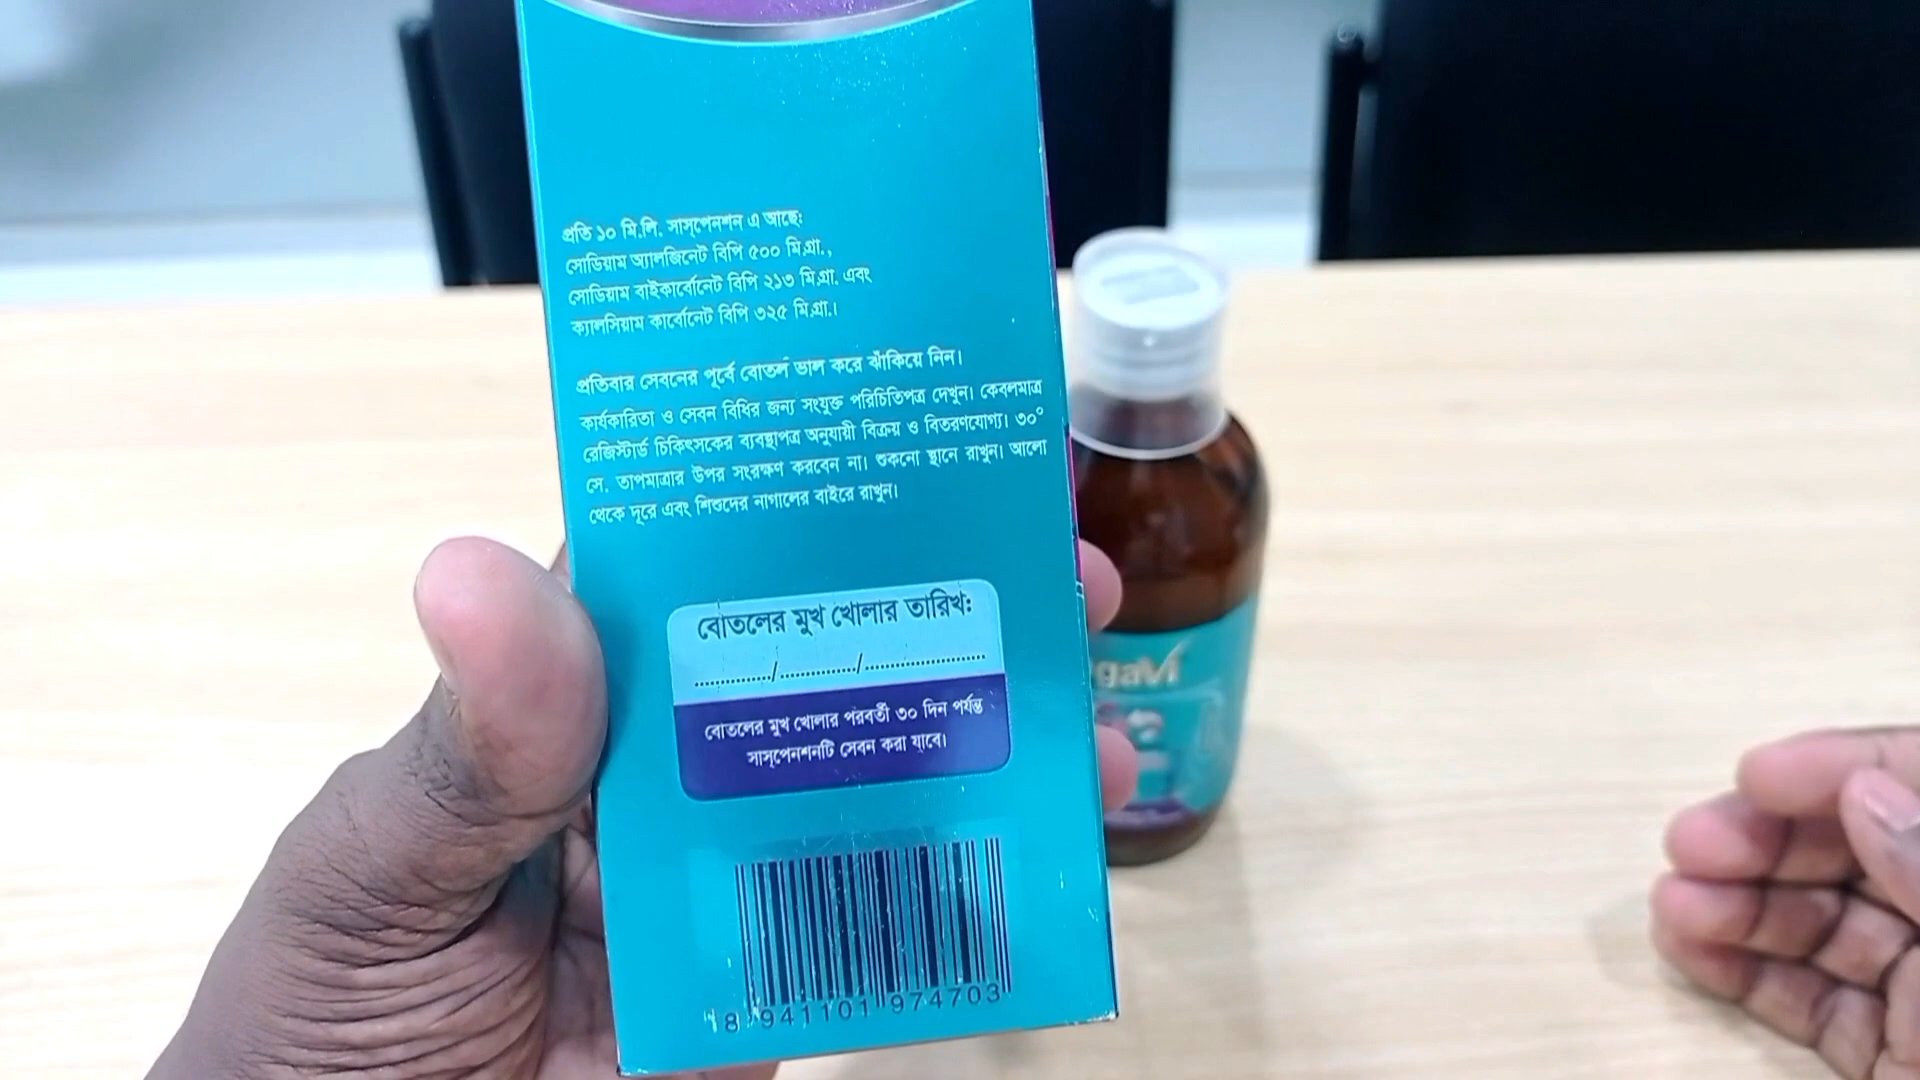 প্রতি ১০ মি.লি. সাস্‌পেনশন এ আছে:
সোডিয়াম অ্যালজিনেট বিপি ৫০০ মি.গ্রা.,
সোডিয়াম বাইকার্বোনেট বিপি ২১৩ মি.গ্রা. এবং
ক্যালসিয়াম কার্বোনেট বিপি ৩২৫ মি.গ্রা.।
প্রতিবার সেবনের পূর্বে বোতল ভাল করে ঝাঁকিয়ে নিন।
কার্যকারিতা ও সেবন বিধির জন্য সংযুক্ত পরিচিতিপত্র দেখুন। কেবলমাত্র
রেজিস্টার্ড চিকিৎসকের ব্যবস্থাপত্র অনুযায়ী বিক্রয় ও বিতরণযোগ্য। ৩০°
সে. তাপমাত্রার উপর সংরক্ষণ করবেন না। শুকনো স্থানে রাখুন। আলো
থেকে দূরে এবং শিশুদের নাগালের বাইরে রাখুন।
বোতলের মুখ খোলার তারিখ:
............../............../......................
বোতলের মুখ খোলার পরবর্তী ৩০ দিন পর্যন্ত
সাস্‌পেনশনটি সেবন করা যাবে।
8 941101 974703
gavi